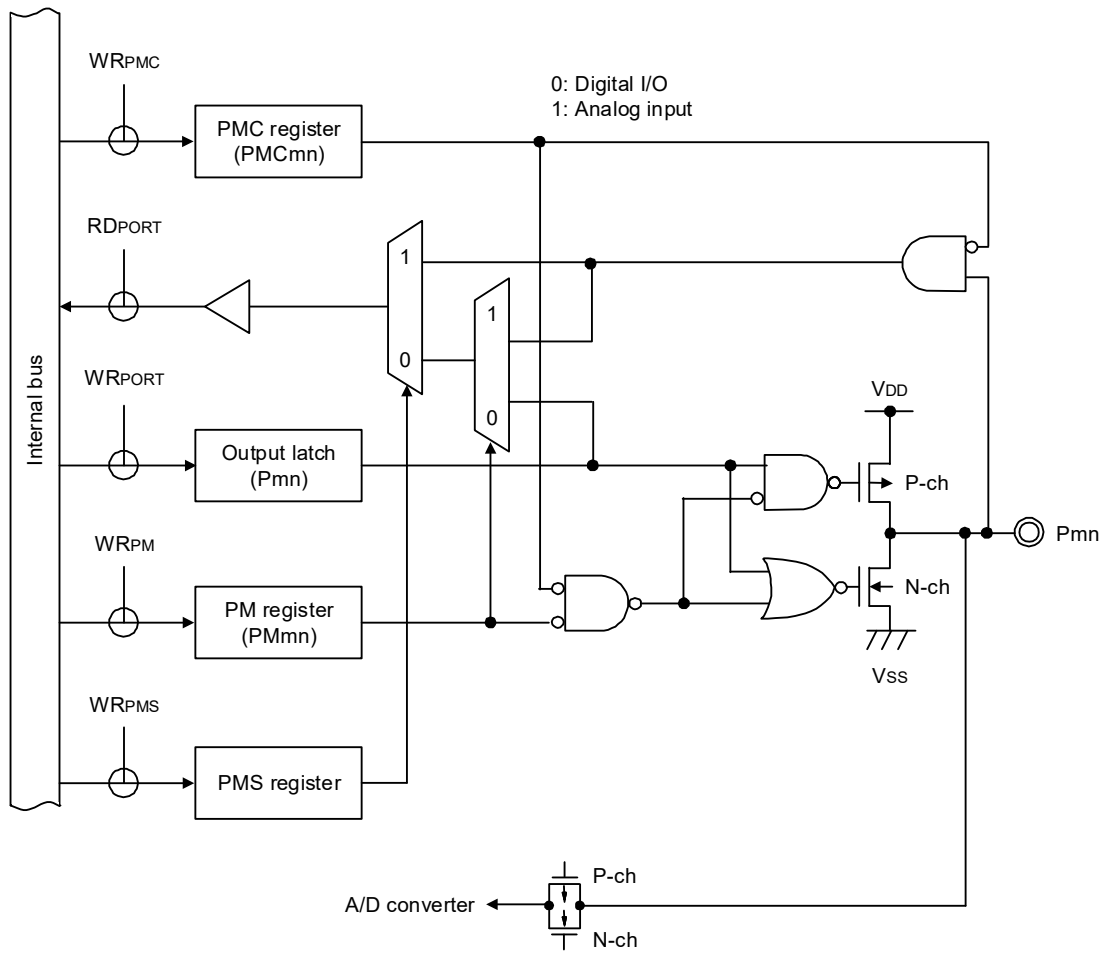 WRPMC
0: Digital I/O
1: Analog input
PMC register
(PMCmn)
RDPORT
1
1
0
Internal bus
WRPORT
0
VDD
Output latch
(Pmn)
P-ch
Pmn
WRPM
N-ch
PM register
(PMmn)
VSS
WRPMS
PMS register
P-ch
A/D converter
N-ch